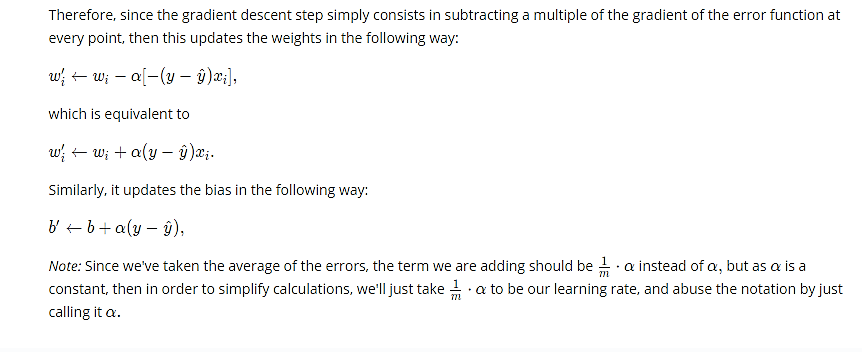 Therefore, since the gradient descent step simply consists in subtracting a multiple of the gradient of the error function at
every point, then this updates the weights in the following way:
w′ᵢ ← wᵢ − α[−(y − ŷ)xᵢ],
which is equivalent to
w′ᵢ ← wᵢ + α(y − ŷ)xᵢ.
Similarly, it updates the bias in the following way:
b′ ← b + α(y − ŷ),
Note: Since we've taken the average of the errors, the term we are adding should be 1/m · α instead of α, but as α is a
constant, then in order to simplify calculations, we'll just take 1/m · α to be our learning rate, and abuse the notation by just
calling it α.